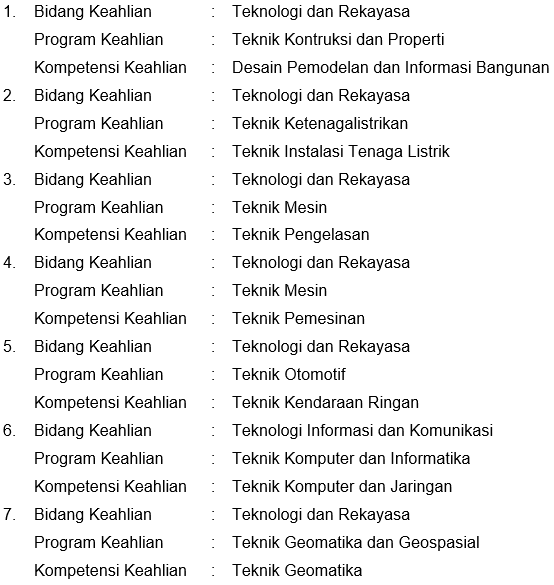 1. Bidang Keahlian : Teknologi dan Rekayasa
Program Keahlian : Teknik Kontruksi dan Properti
Kompetensi Keahlian : Desain Pemodelan dan Informasi Bangunan
2. Bidang Keahlian : Teknologi dan Rekayasa
Program Keahlian : Teknik Ketenagalistrikan
Kompetensi Keahlian : Teknik Instalasi Tenaga Listrik
3. Bidang Keahlian : Teknologi dan Rekayasa
Program Keahlian : Teknik Mesin
Kompetensi Keahlian : Teknik Pengelasan
4. Bidang Keahlian : Teknologi dan Rekayasa
Program Keahlian : Teknik Mesin
Kompetensi Keahlian : Teknik Pemesinan
5. Bidang Keahlian : Teknologi dan Rekayasa
Program Keahlian : Teknik Otomotif
Kompetensi Keahlian : Teknik Kendaraan Ringan
6. Bidang Keahlian : Teknologi Informasi dan Komunikasi
Program Keahlian : Teknik Komputer dan Informatika
Kompetensi Keahlian : Teknik Komputer dan Jaringan
7. Bidang Keahlian : Teknologi dan Rekayasa
Program Keahlian : Teknik Geomatika dan Geospasial
Kompetensi Keahlian : Teknik Geomatika